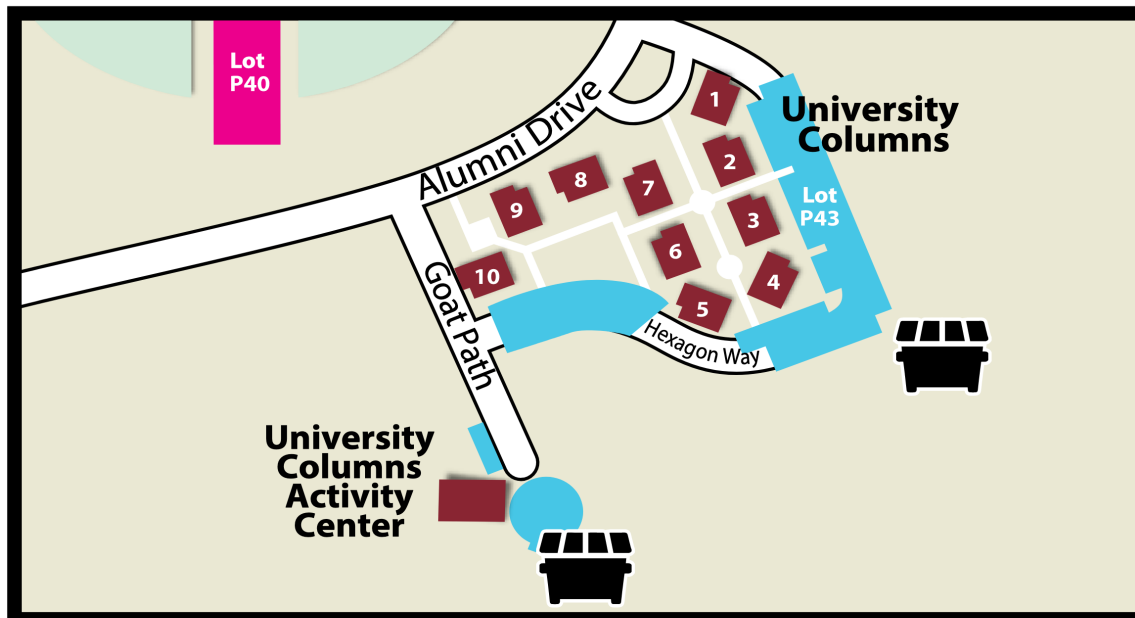 Lot
P40
Alumni Drive
University
Columns
Lot
P43
1
2
3
4
5
6
7
8
9
10
Goat Path
Hexagon Way
University
Columns
Activity
Center